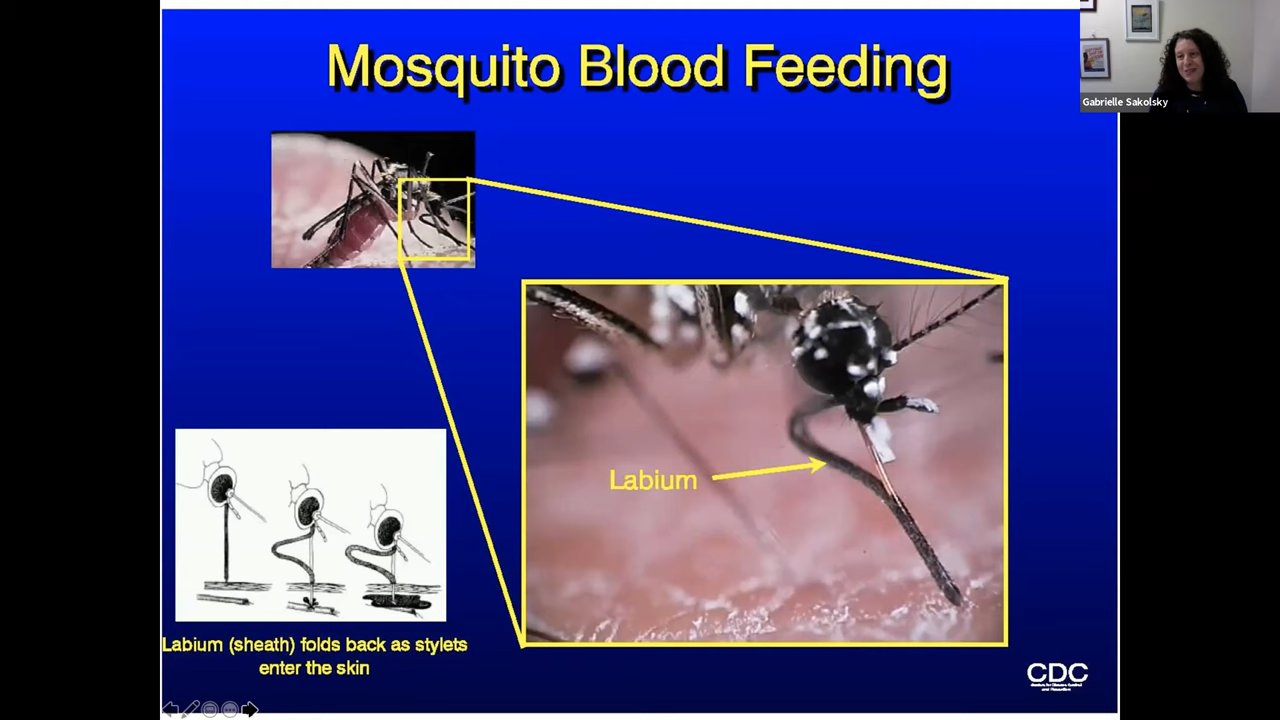 Mosquito Blood Feeding
Gabrielle Sakolsky
Labium
Labium (sheath) folds back as stylets
enter the skin
CDC